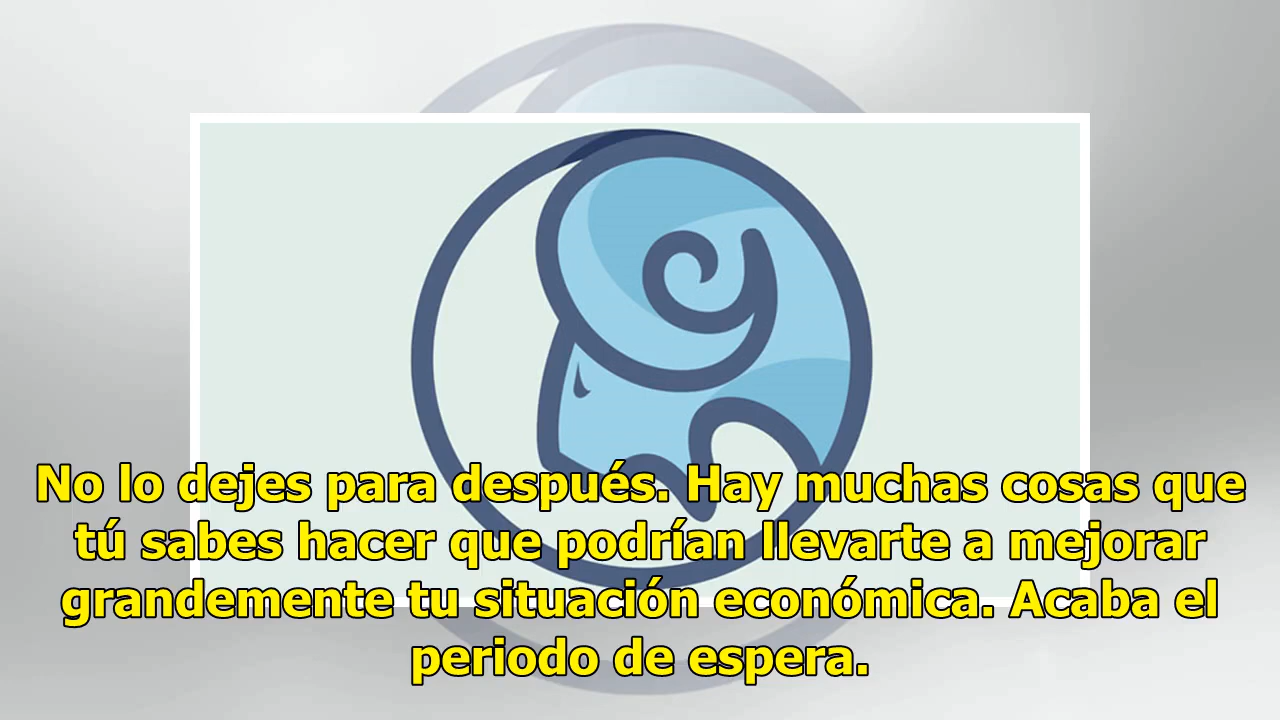 No lo dejes para después. Hay muchas cosas que
tú sabes hacer que podrían llevarte a mejorar
grandemente tu situación económica. Acaba el
periodo de espera.